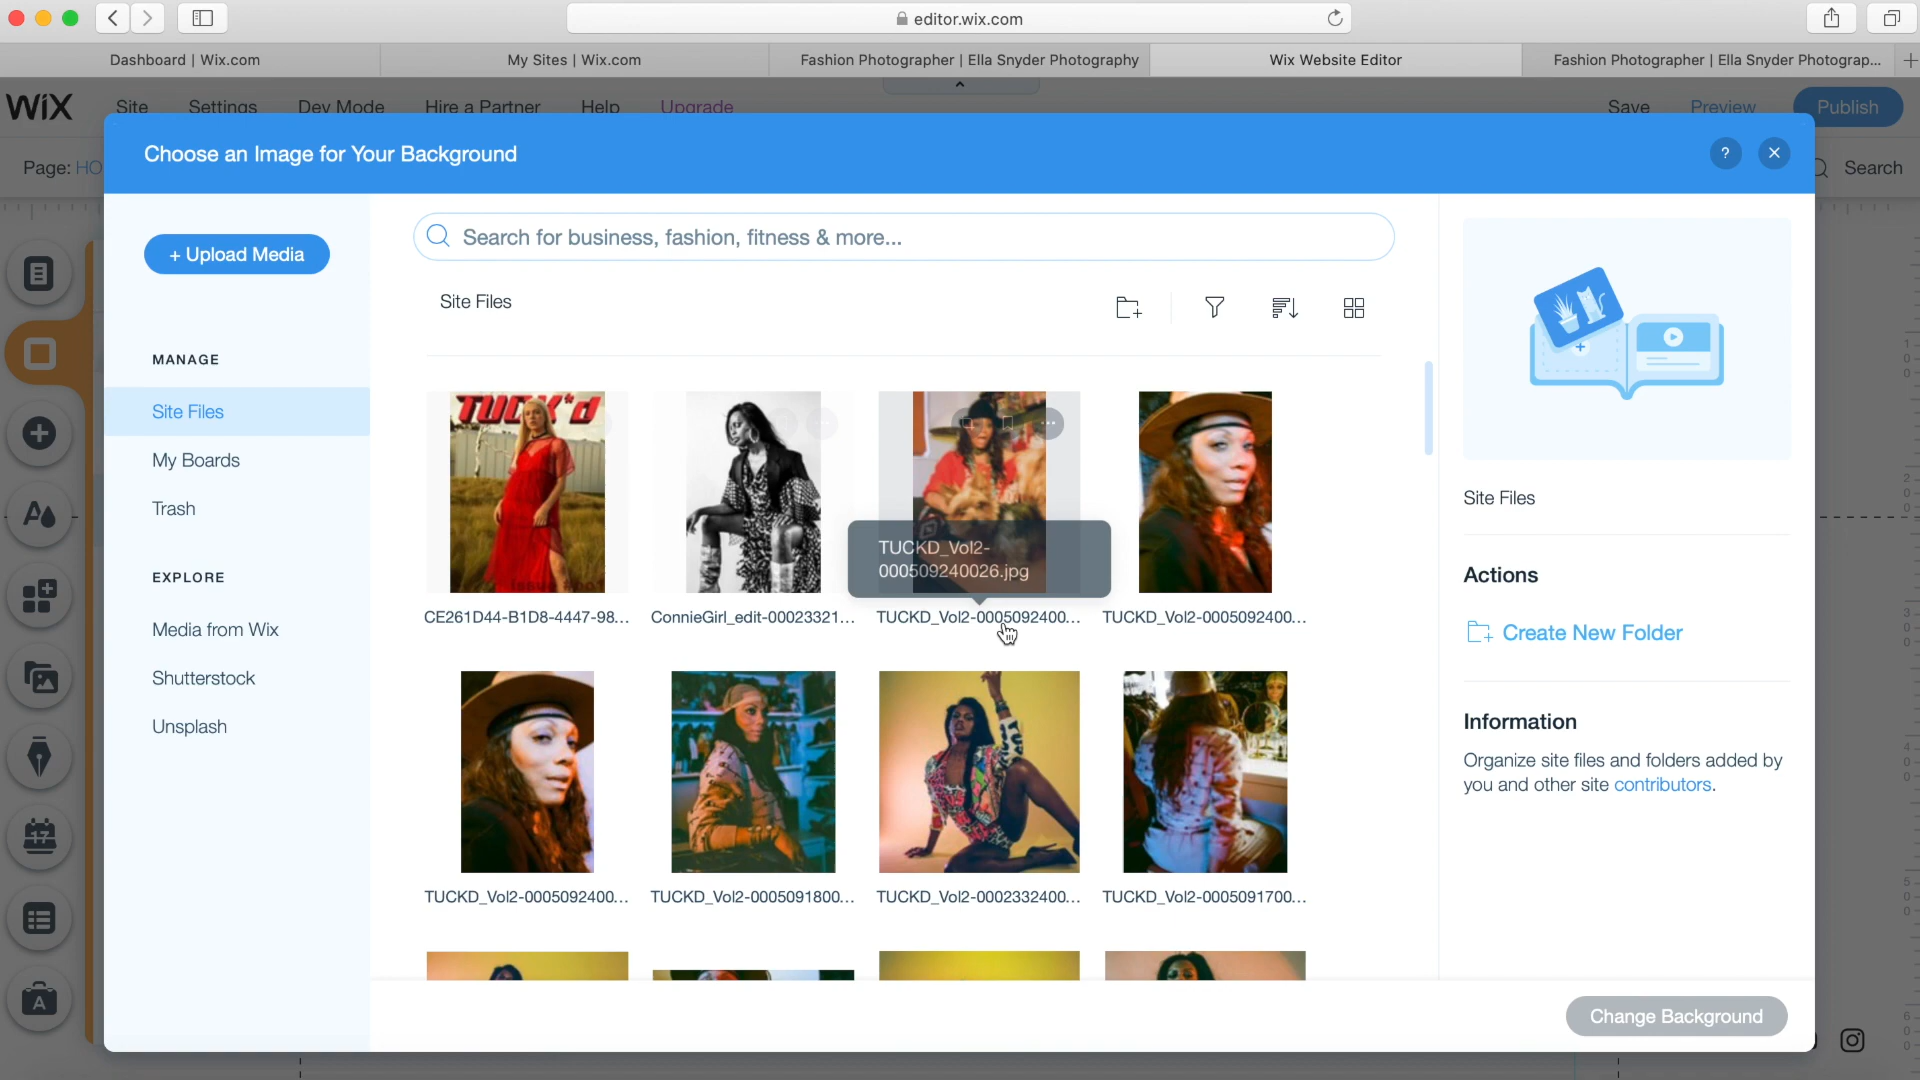 editor.wix.com
Dashboard | Wix.com
My Sites | Wix.com
Fashion Photographer | Ella Snyder Photography
Wix Website Editor
Fashion Photographer | Ella Snyder Photograp...
WiX
Site
Settings
Dev Mode
Hire a Partner
Help
Upgrade
Save
Preview
Publish
Page: HO
Search
Choose an Image for Your Background
?
+ Upload Media
Search for business, fashion, fitness & more...
Site Files
MANAGE
Site Files
My Boards
Trash
EXPLORE
Media from Wix
Shutterstock
Unsplash
TUCK'd
TUCKD_Vol2-
000509240026.jpg
CE261D44-B1D8-4447-98...
ConnieGirl_edit-00023321...
TUCKD_Vol2-0005092400...
TUCKD_Vol2-0005092400...
TUCKD_Vol2-0005092400...
TUCKD_Vol2-0005091800...
TUCKD_Vol2-0002332400...
TUCKD_Vol2-0005091700...
Site Files
Actions
Create New Folder
Information
Organize site files and folders added by
you and other site contributors.
Change Background
17
A